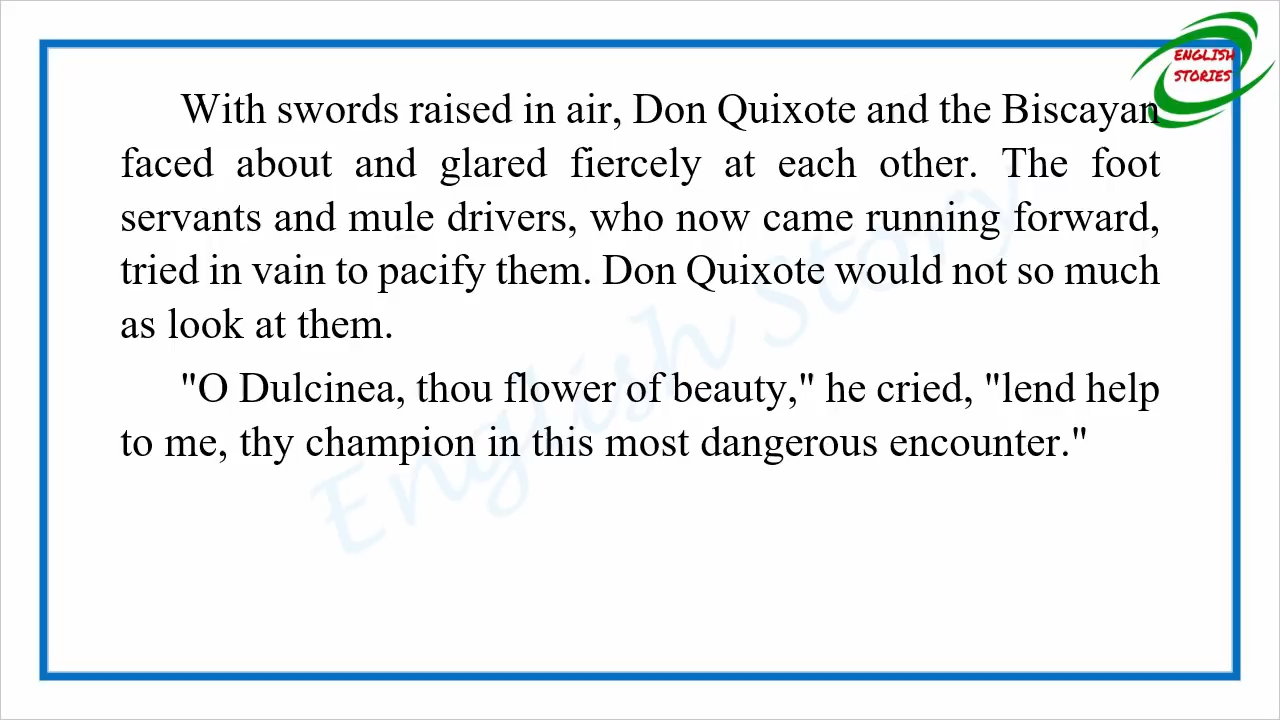 ENGLISH
STORIES
With swords raised in air, Don Quixote and the Biscayan
faced about and glared fiercely at each other. The foot
servants and mule drivers, who now came running forward,
tried in vain to pacify them. Don Quixote would not so much
as look at them.
"O Dulcinea, thou flower of beauty," he cried, "lend help
to me, thy champion in this most dangerous encounter."
English Story